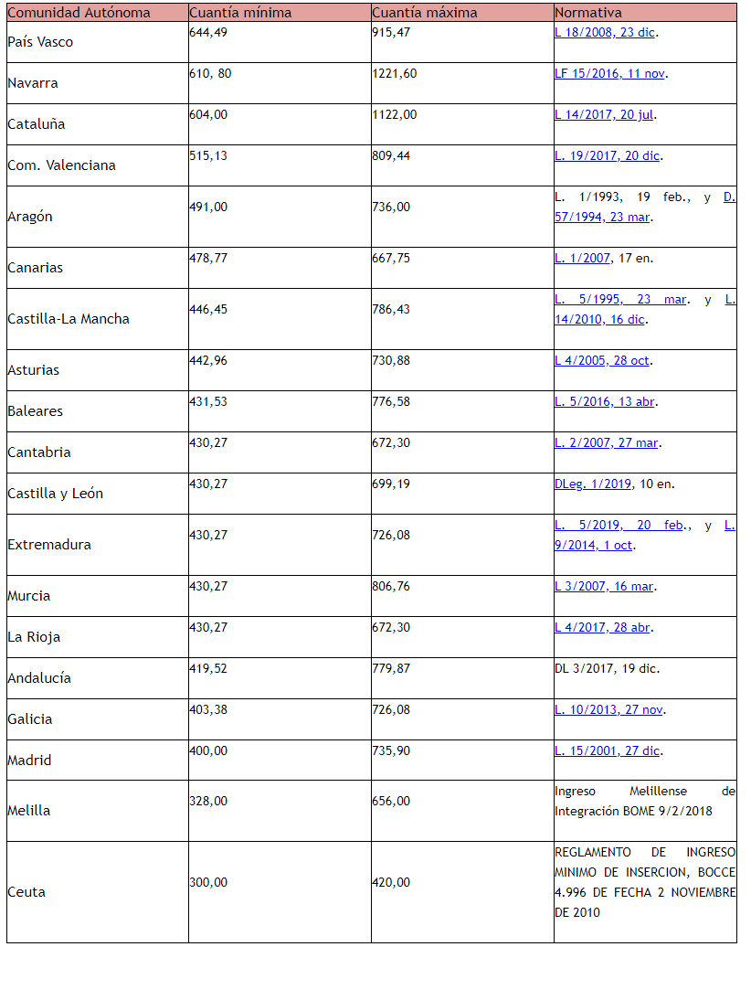 Comunidad Autónoma Cuantía mínima Cuantía máxima Normativa
País Vasco 644,49 915,47 L 18/2008, 23 dic.
Navarra 610, 80 1221,60 LF 15/2016, 11 nov.
Cataluña 604,00 1122,00 L 14/2017, 20 jul.
Com. Valenciana 515,13 809,44 L. 19/2017, 20 dic.
Aragón 491,00 736,00 L. 1/1993, 19 feb., y D.
57/1994, 23 mar.
Canarias 478,77 667,75 L. 1/2007, 17 en.
Castilla-La Mancha 446,45 786,43 L. 5/1995, 23 mar. y L.
14/2010, 16 dic.
Asturias 442,96 730,88 L 4/2005, 28 oct.
Baleares 431,53 776,58 L. 5/2016, 13 abr.
Cantabria 430,27 672,30 L. 2/2007, 27 mar.
Castilla y León 430,27 699,19 DLeg. 1/2019, 10 en.
Extremadura 430,27 726,08 L. 5/2019, 20 feb., y L.
9/2014, 1 oct.
Murcia 430,27 806,76 L 3/2007, 16 mar.
La Rioja 430,27 672,30 L 4/2017, 28 abr.
Andalucía 419,52 779,87 DL 3/2017, 19 dic.
Galicia 403,38 726,08 L. 10/2013, 27 nov.
Madrid 400,00 735,90 L. 15/2001, 27 dic.
Melilla 328,00 656,00 Ingreso Melillense de
Integración BOME 9/2/2018
Ceuta 300,00 420,00 REGLAMENTO DE INGRESO
MINIMO DE INSERCION, BOCCE
4.996 DE FECHA 2 NOVIEMBRE
DE 2010